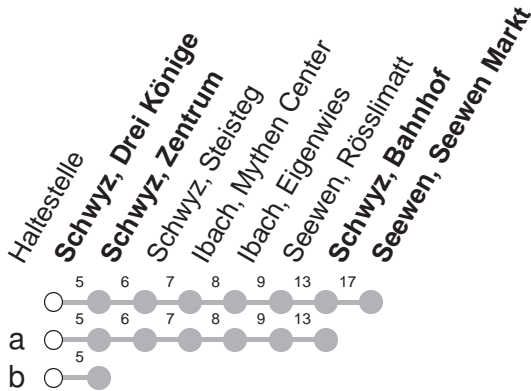 Haltestelle
Schwyz, Drei Könige
Schwyz, Zentrum
Schwyz, Steisteg
Ibach, Mythen Center
Ibach, Eigenwies
Seewen, Rösslimatt
Schwyz, Bahnhof
Seewen, Seewen Markt
5 6 7 8 9 13 17
a 5 6 7 8 9 13
b 5